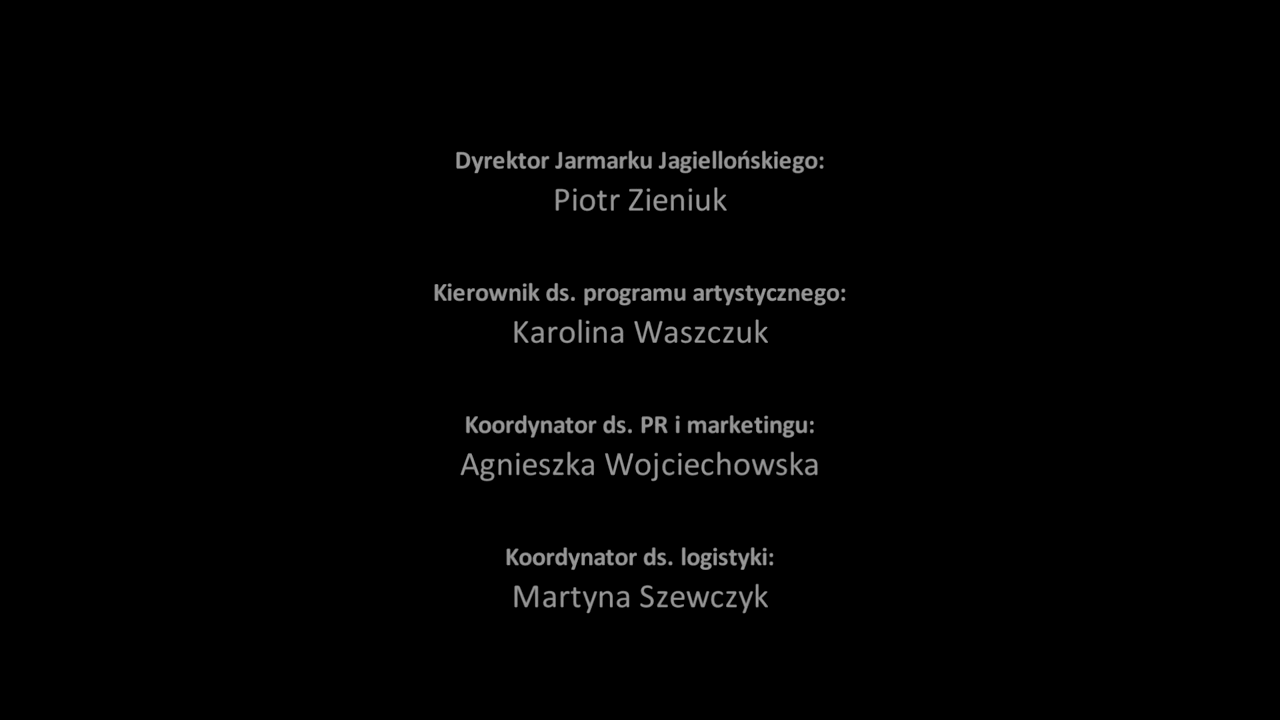 Dyrektor Jarmarku Jagiellońskiego:
Piotr Zieniuk
Kierownik ds. programu artystycznego:
Karolina Waszczuk
Koordynator ds. PR i marketingu:
Agnieszka Wojciechowska
Koordynator ds. logistyki:
Martyna Szewczyk